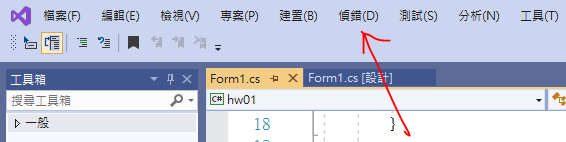 檔案(F) 編輯(E) 檢視(V) 專案(P) 建置(B) 偵錯(D) 測試(S) 分析(N) 工具(T)
工具箱 Form1.cs Form1.cs [設計]
搜尋工具箱 C# hw01
一般 18 }